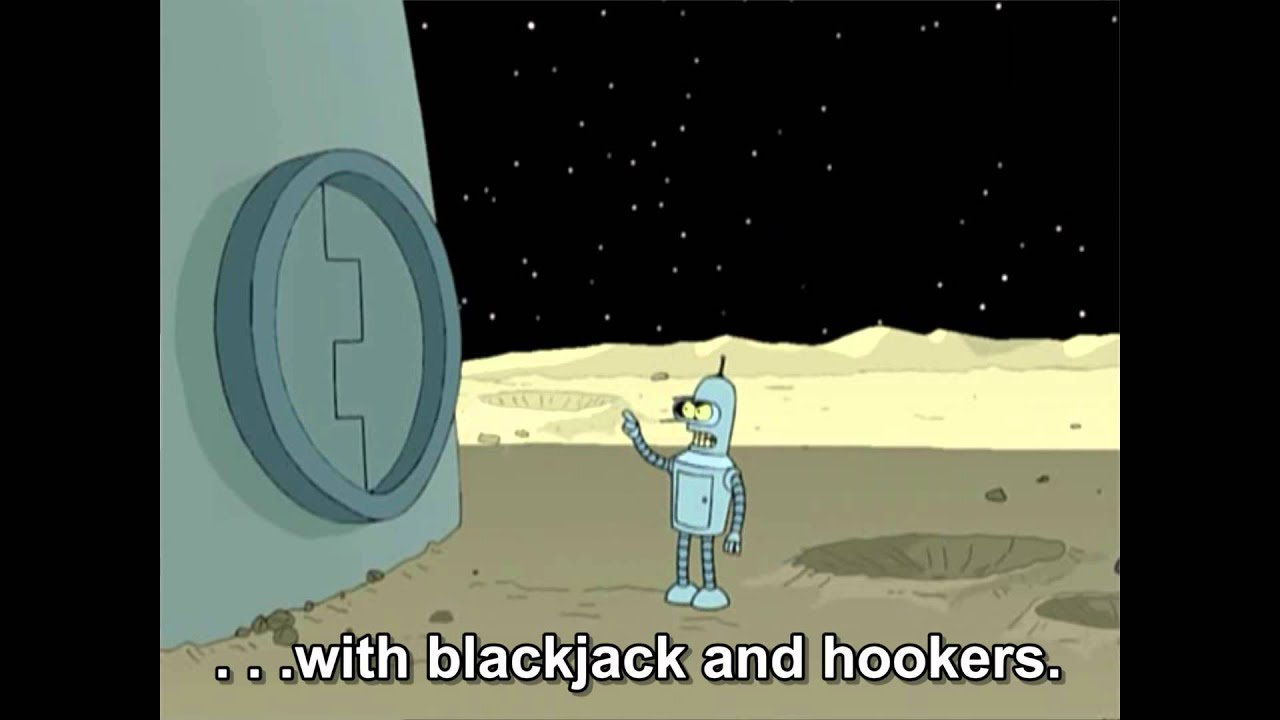 . . .with blackjack and hookers.